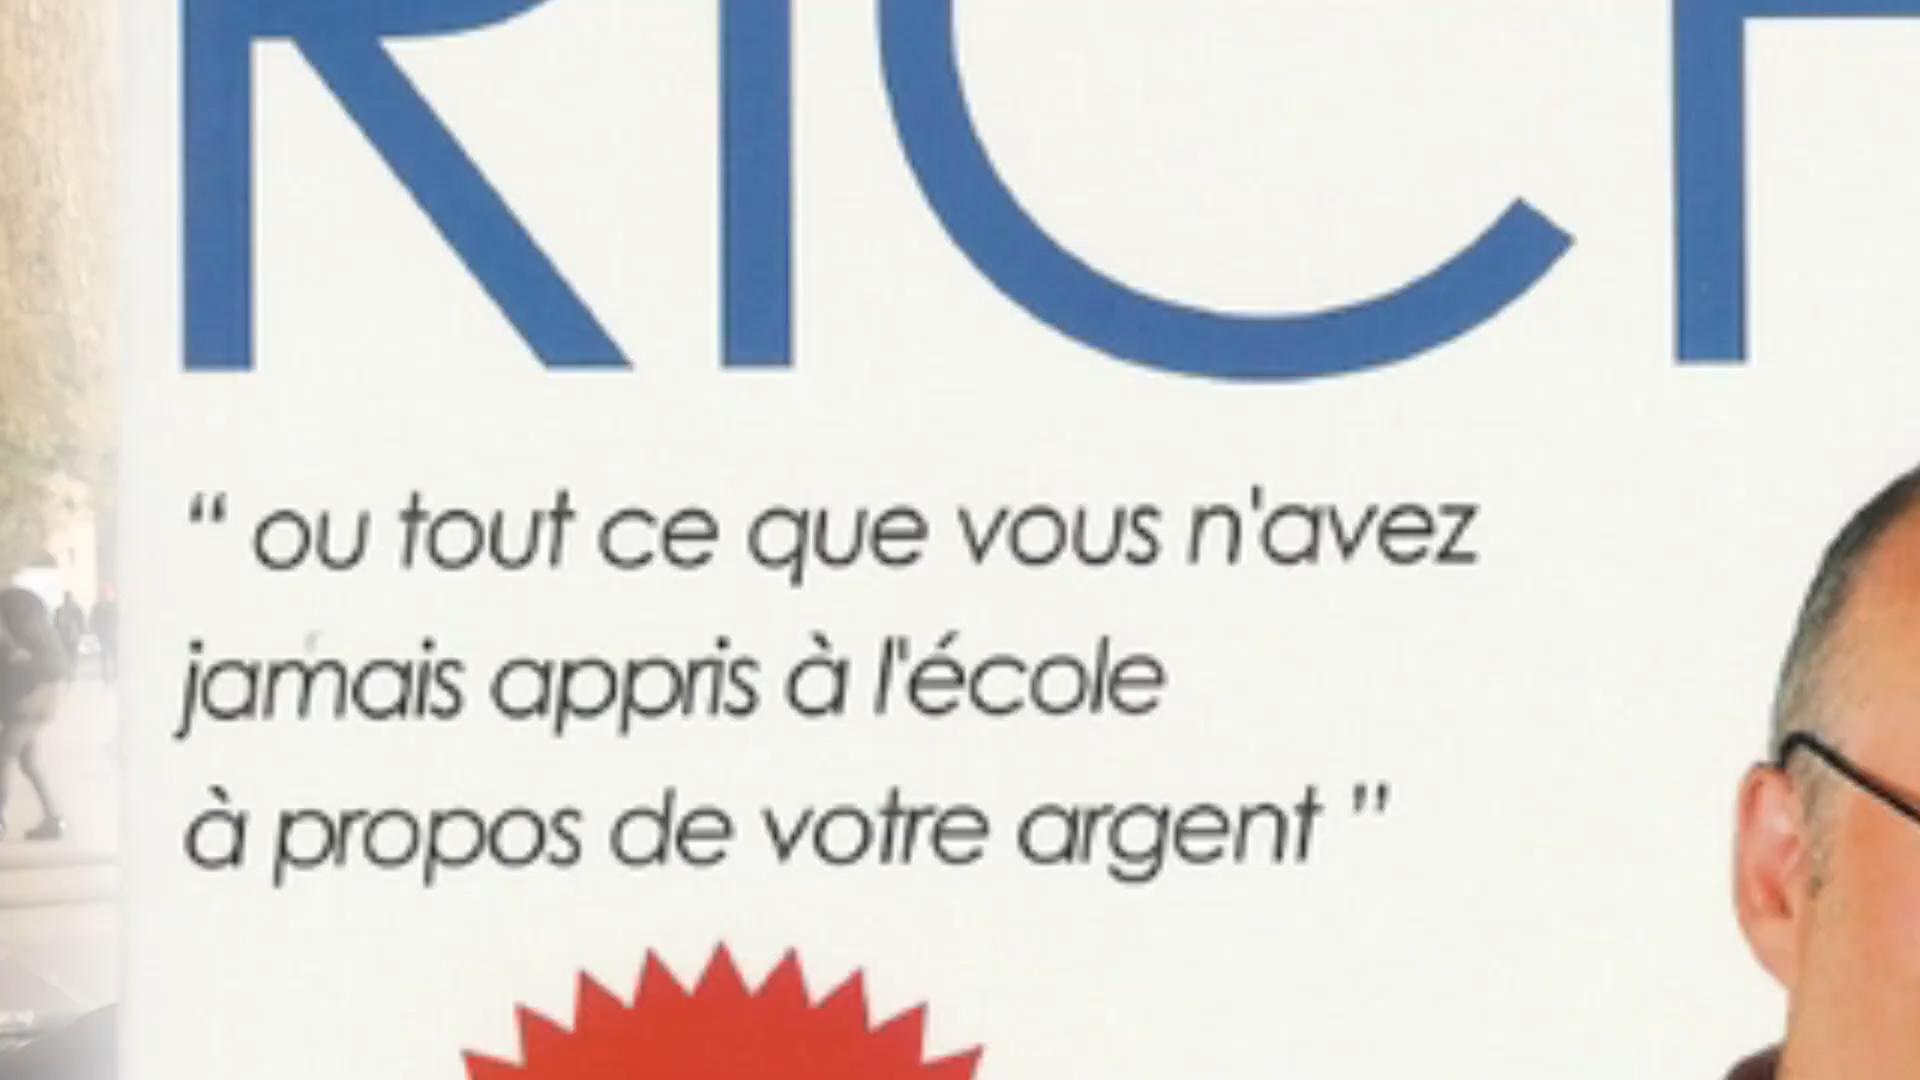 RICH
“ ou tout ce que vous n'avez
jamais appris à l'école
à propos de votre argent ”